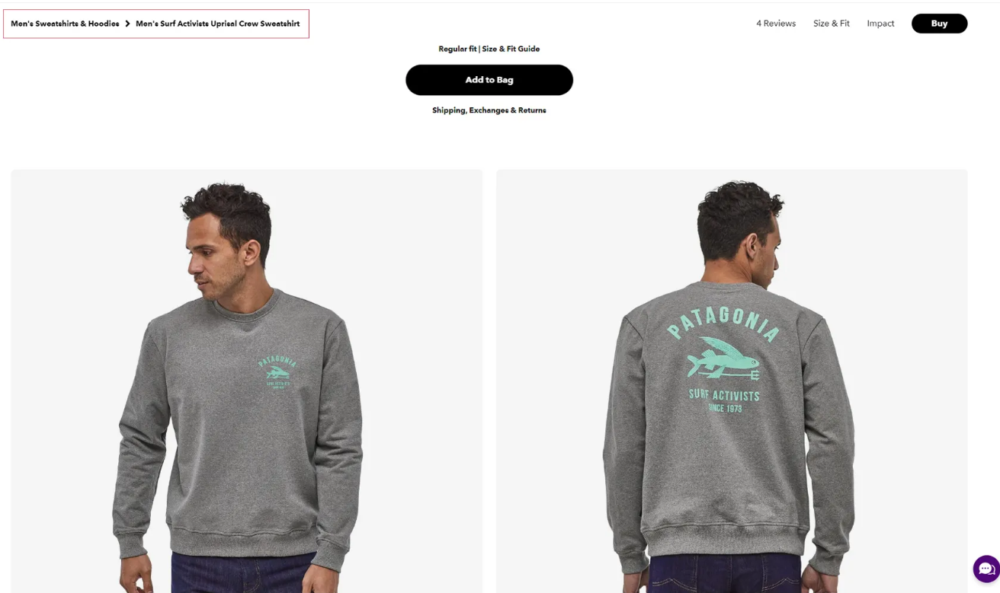 Men's Sweatshirts & Hoodies > Men's Surf Activists Uprisal Crew Sweatshirt
4 Reviews
Size & Fit
Impact
Buy
Regular fit | Size & Fit Guide
Add to Bag
Shipping, Exchanges & Returns
PATAGONIA
SURF ACTIVISTS
PATAGONIA
SURF ACTIVISTS
SINCE 1973